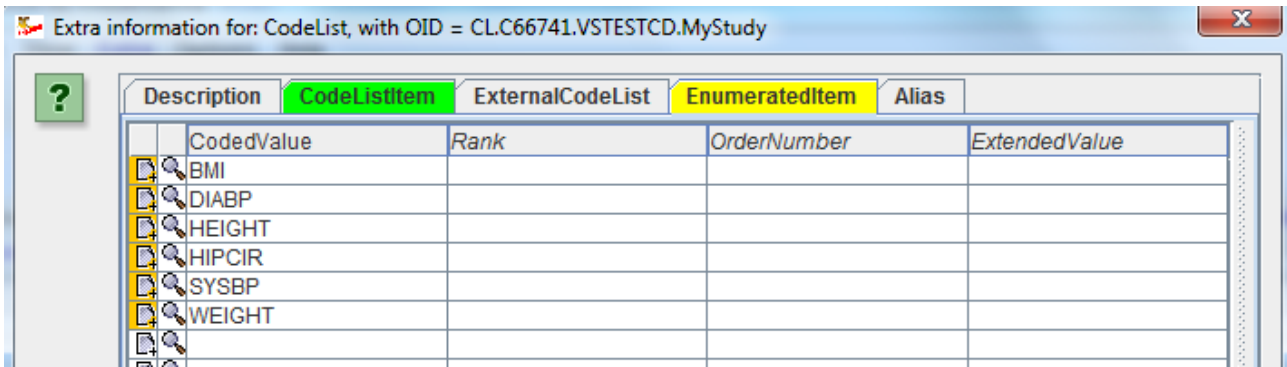 Extra information for: CodeList, with OID = CL.C66741.VSTESTCD.MyStudy
x
? Description CodeListItem ExternalCodeList EnumeratedItem Alias
CodedValue Rank OrderNumber ExtendedValue
BMI
DIABP
HEIGHT
HIPCIR
SYSBP
WEIGHT